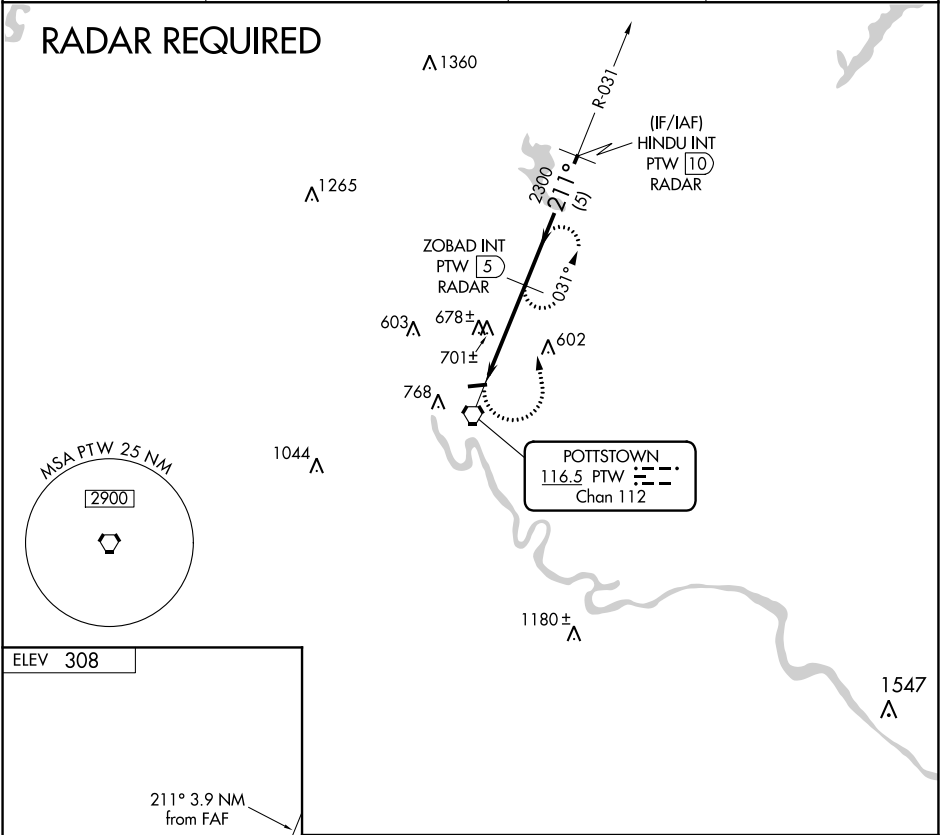 RADAR REQUIRED
1360
R-031
(IF/IAF)
HINDU INT
PTW 10
RADAR
2300
211°
(5)
1265
ZOBAD INT
PTW 5
RADAR
031°
603
678±
701±
602
768
1044
MSA PTW 25 NM
2900
POTTSTOWN
116.5 PTW
Chan 112
1180±
1547
ELEV 308
211° 3.9 NM
from FAF